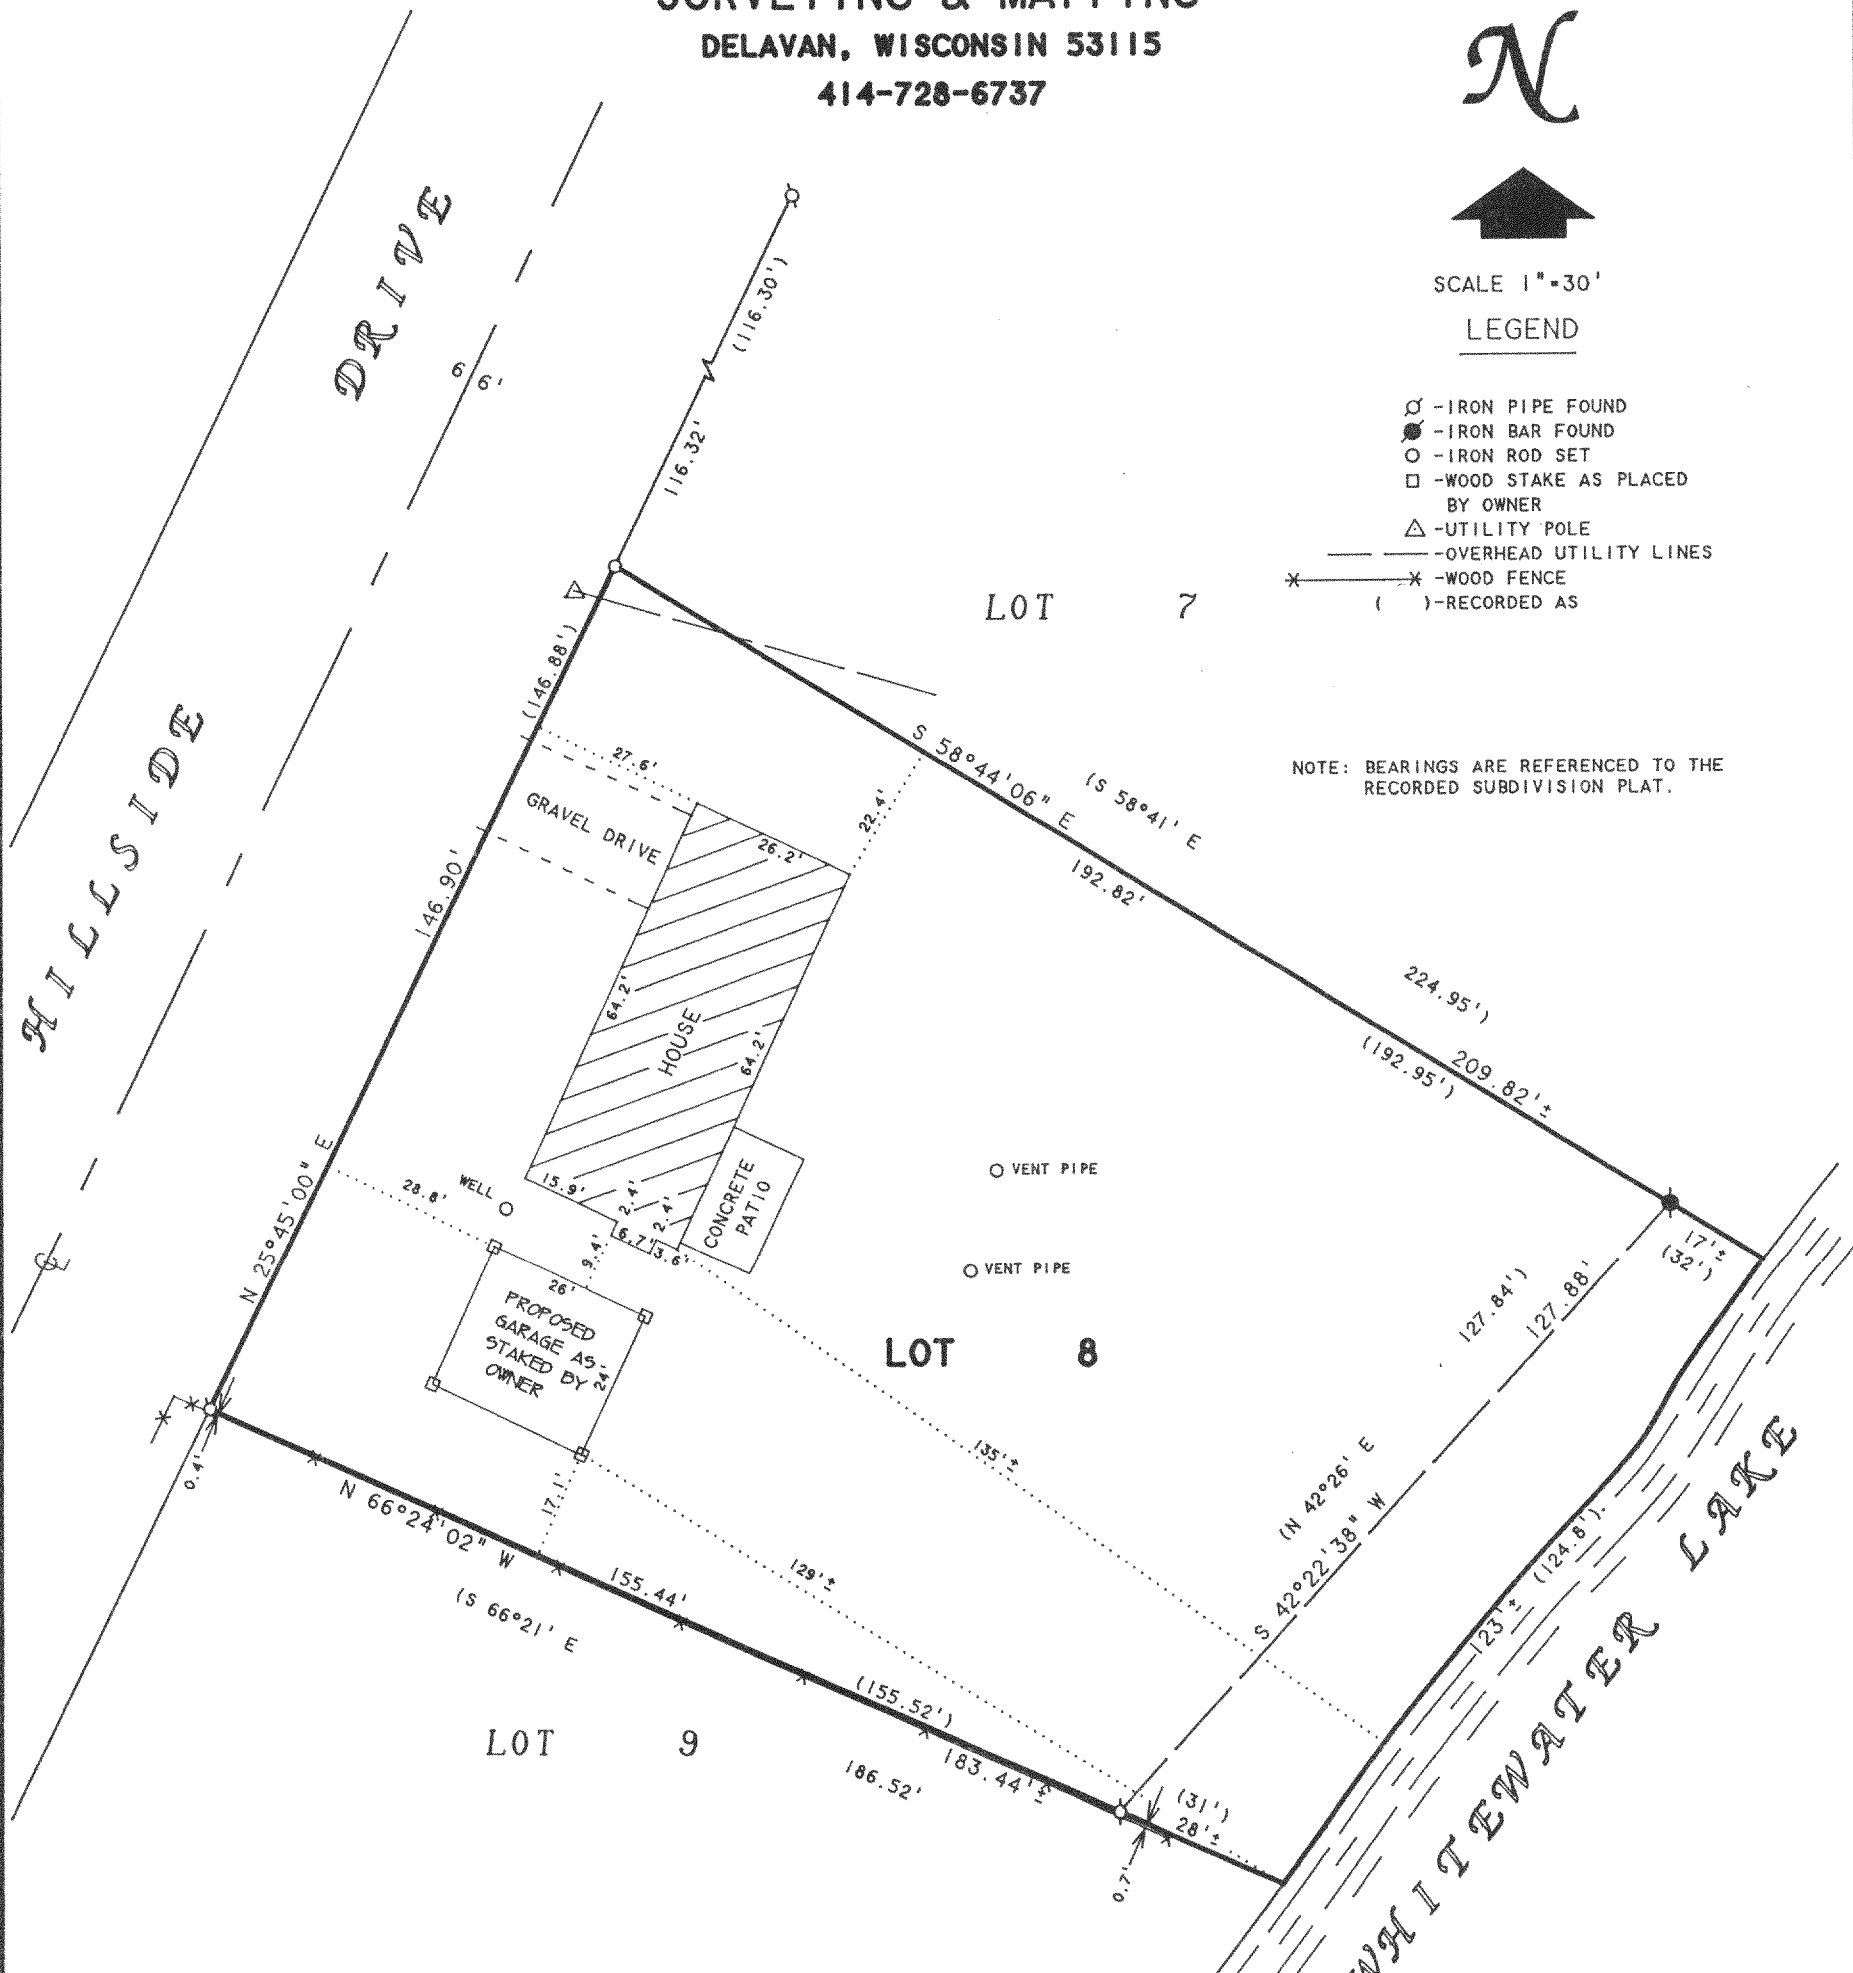 DELAVAN, WISCONSIN 53115
414-728-6737
N
SCALE 1"=30'
LEGEND
-IRON PIPE FOUND
-IRON BAR FOUND
-IRON ROD SET
-WOOD STAKE AS PLACED
BY OWNER
-UTILITY POLE
-OVERHEAD UTILITY LINES
-WOOD FENCE
( )-RECORDED AS
NOTE: BEARINGS ARE REFERENCED TO THE
RECORDED SUBDIVISION PLAT.
HILLSIDE DRIVE
66'
(116.30')
116.32'
LOT 7
(146.88')
146.90'
N 25°45'00" E
27.6'
GRAVEL DRIVE
26.2'
22.4'
S 58°44'06" E
(S 58°41' E
192.82'
224.95')
(192.95')
209.82'±
64.2'
HOUSE
64.2'
15.9'
2.4'
2.4'
6.7'
3.6'
CONCRETE
PATIO
VENT PIPE
VENT PIPE
28.8'
WELL
9.4'
26'
PROPOSED
GARAGE AS-
STAKED BY
OWNER
24'
LOT 8
17'±
(32')
127.84')
127.88'
(N 42°26' E
S 42°22'38" W
135'±
129'±
17.1'
0.4'
N 66°24'02" W
(S 66°21' E
155.44'
(155.52')
183.44'±
186.52'
(31')
28'±
0.7'
LOT 9
(124.8')
123'±
WHITEWATER LAKE
℄